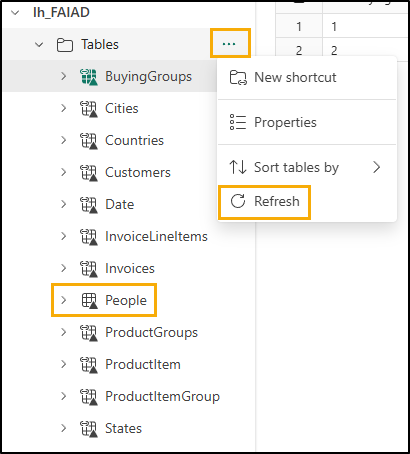 lh_FAIAD
Tables
...
BuyingGroups
Cities
Countries
Customers
Date
InvoiceLineItems
Invoices
People
ProductGroups
ProductItem
ProductItemGroup
States
New shortcut
Properties
Sort tables by
Refresh
1 1
2 2